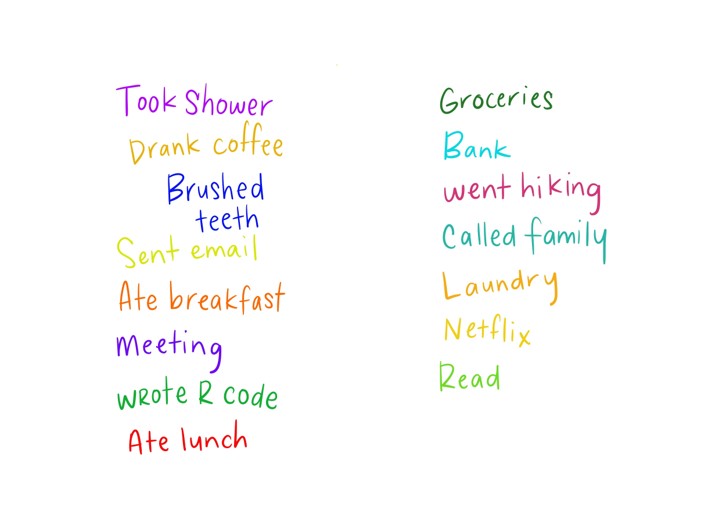 Took Shower
Drank coffee
Brushed
teeth
Sent email
Ate breakfast
Meeting
wrote R code
Ate lunch
Groceries
Bank
went hiking
Called family
Laundry
Netflix
Read